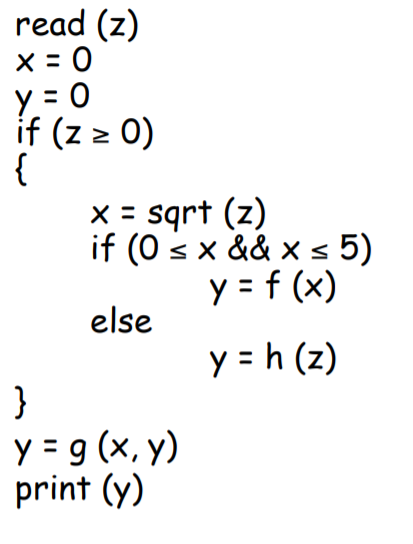 read (z)
x = 0
y = 0
if (z ≥ 0)
{
x = sqrt (z)
if (0 ≤ x && x ≤ 5)
y = f (x)
else
y = h (z)
}
y = g (x, y)
print (y)